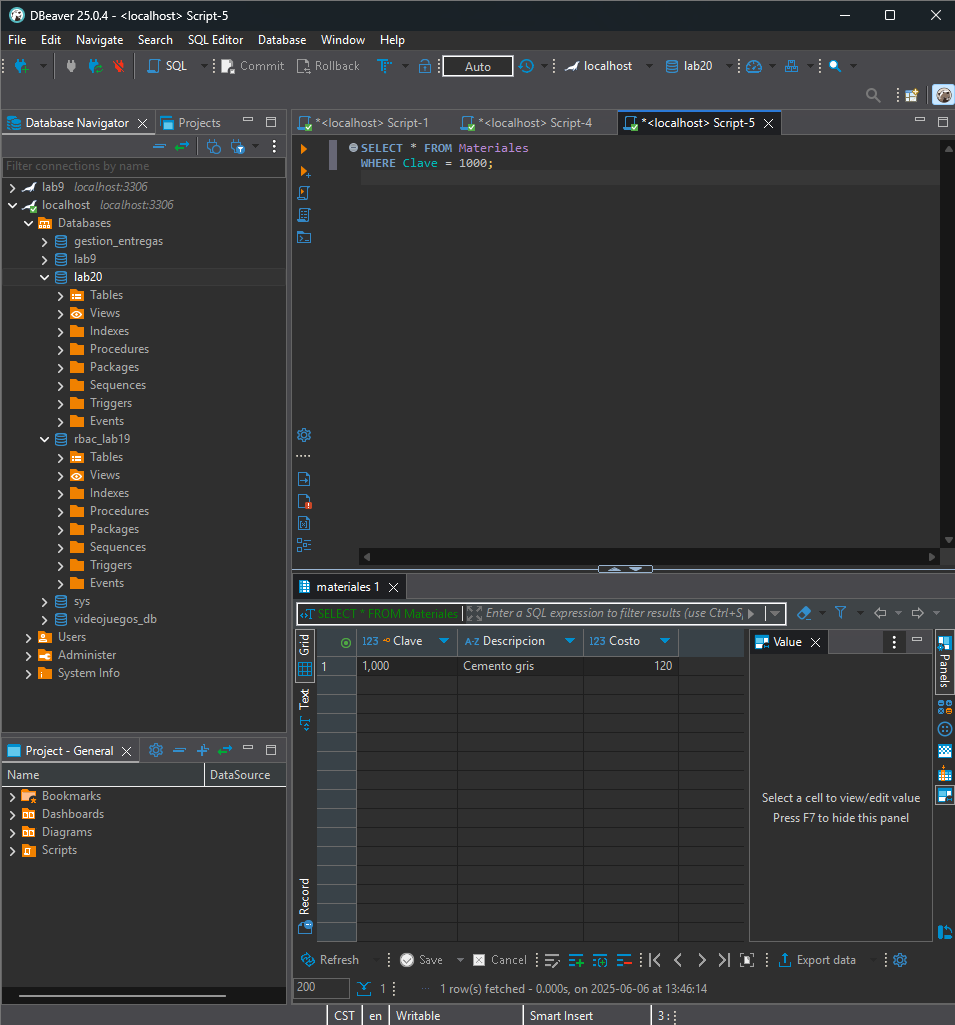 DBeaver 25.0.4 - <localhost> Script-5
File Edit Navigate Search SQL Editor Database Window Help
SQL Commit Rollback Auto localhost lab20
Database Navigator Projects
Filter connections by name
lab9 localhost:3306
localhost localhost:3306
Databases
gestion_entregas
lab9
lab20
Tables
Views
Indexes
Procedures
Packages
Sequences
Triggers
Events
rbac_lab19
Tables
Views
Indexes
Procedures
Packages
Sequences
Triggers
Events
sys
videojuegos_db
Users
Administer
System Info
Project - General
Name DataSource
Bookmarks
Dashboards
Diagrams
Scripts
*<localhost> Script-1 *<localhost> Script-4 *<localhost> Script-5
SELECT * FROM Materiales
WHERE Clave = 1000;
materiales 1
SELECT * FROM Materiales Enter a SQL expression to filter results (use Ctrl+S
Grid
Text
Record
123 Clave A-Z Descripcion 123 Costo
1 1,000 Cemento gris 120
Value
Select a cell to view/edit value
Press F7 to hide this panel
Panels
Refresh Save Cancel Export data
200 1 1 row(s) fetched - 0.000s, on 2025-06-06 at 13:46:14
CST en Writable Smart Insert 3 :